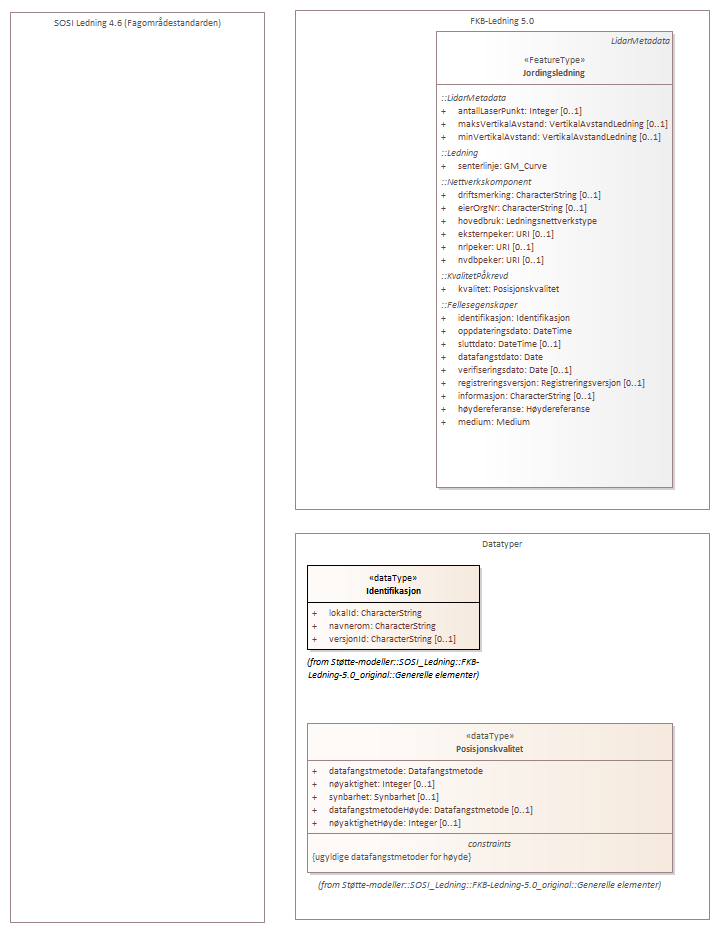 SOSI Ledning 4.6 (Fagområdestandarden)
FKB-Ledning 5.0
LidarMetadata
«FeatureType»
Jordingsledning
::LidarMetadata
+ antallLaserPunkt: Integer [0..1]
+ maksVertikalAvstand: VertikalAvstandLedning [0..1]
+ minVertikalAvstand: VertikalAvstandLedning [0..1]
::Ledning
+ senterlinje: GM_Curve
::Nettverkskomponent
+ driftsmerking: CharacterString [0..1]
+ eierOrgNr: CharacterString [0..1]
+ hovedbruk: Ledningsnettverkstype
+ eksternpeker: URI [0..1]
+ nrlpeker: URI [0..1]
+ nvdbpeker: URI [0..1]
::KvalitetPåkrevd
+ kvalitet: Posisjonskvalitet
::Fellesegenskaper
+ identifikasjon: Identifikasjon
+ oppdateringsdato: DateTime
+ sluttdato: DateTime [0..1]
+ datafangstdato: Date
+ verifiseringsdato: Date [0..1]
+ registreringsversjon: Registreringsversjon [0..1]
+ informasjon: CharacterString [0..1]
+ høydereferanse: Høydereferanse
+ medium: Medium
Datatyper
«dataType»
Identifikasjon
+ lokalId: CharacterString
+ navnerom: CharacterString
+ versjonId: CharacterString [0..1]
(from Støtte-modeller::SOSI_Ledning::FKB-
Ledning-5.0_original::Generelle elementer)
«dataType»
Posisjonskvalitet
+ datafangstmetode: Datafangstmetode
+ nøyaktighet: Integer [0..1]
+ synbarhet: Synbarhet [0..1]
+ datafangstmetodeHøyde: Datafangstmetode [0..1]
+ nøyaktighetHøyde: Integer [0..1]
constraints
{ugyldige datafangstmetoder for høyde}
(from Støtte-modeller::SOSI_Ledning::FKB-Ledning-5.0_original::Generelle elementer)